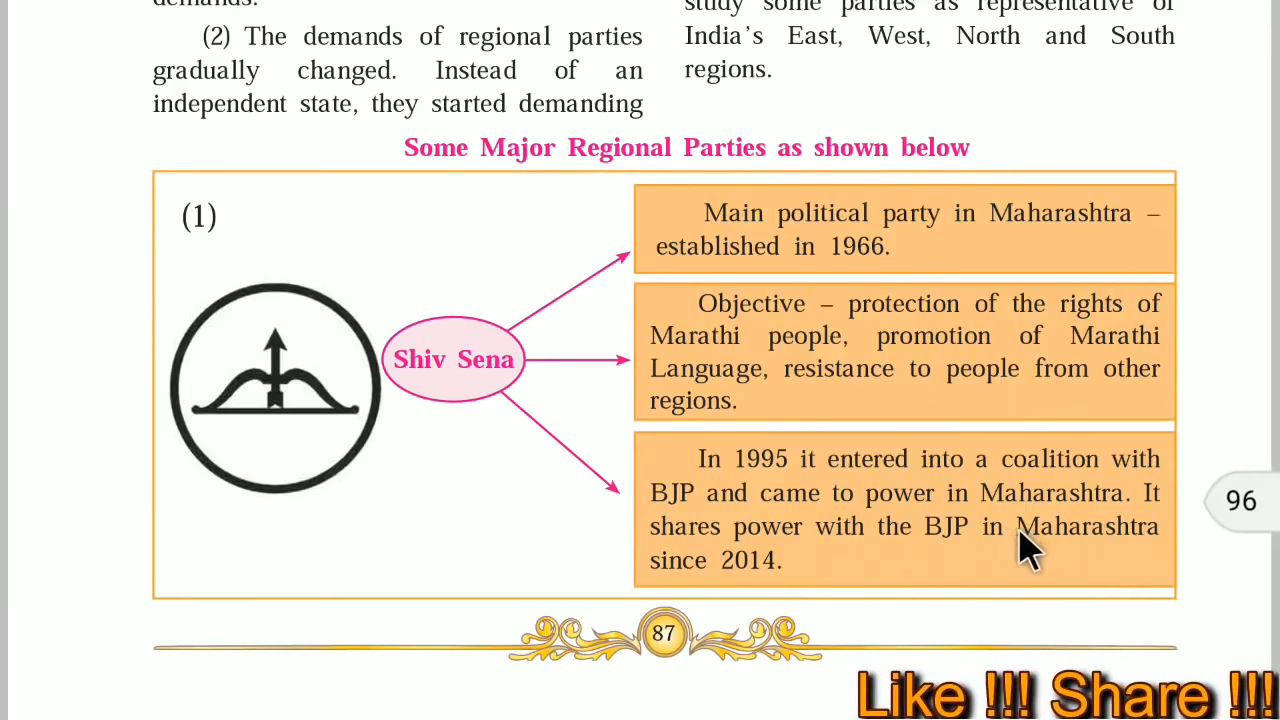 demands.
(2) The demands of regional parties
gradually changed. Instead of an
independent state, they started demanding
study some parties as representative of
India's East, West, North and South
regions.
Some Major Regional Parties as shown below
(1)
Shiv Sena
Main political party in Maharashtra –
established in 1966.
Objective – protection of the rights of
Marathi people, promotion of Marathi
Language, resistance to people from other
regions.
In 1995 it entered into a coalition with
BJP and came to power in Maharashtra. It
shares power with the BJP in Maharashtra
since 2014.
96
87
Like !!! Share !!!